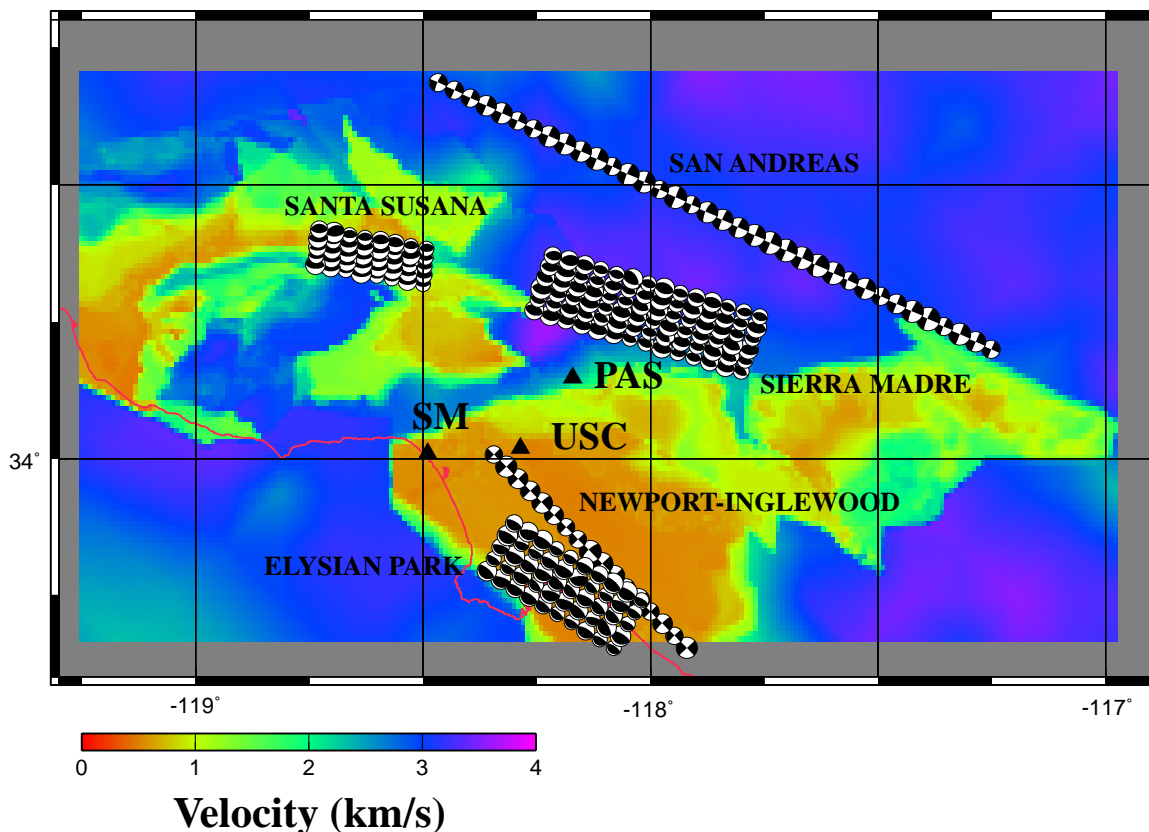 SAN ANDREAS
SANTA SUSANA
PAS
SIERRA MADRE
SM
USC
34°
NEWPORT-INGLEWOOD
ELYSIAN PARK
-119° -118° -117°
0 1 2 3 4
Velocity (km/s)